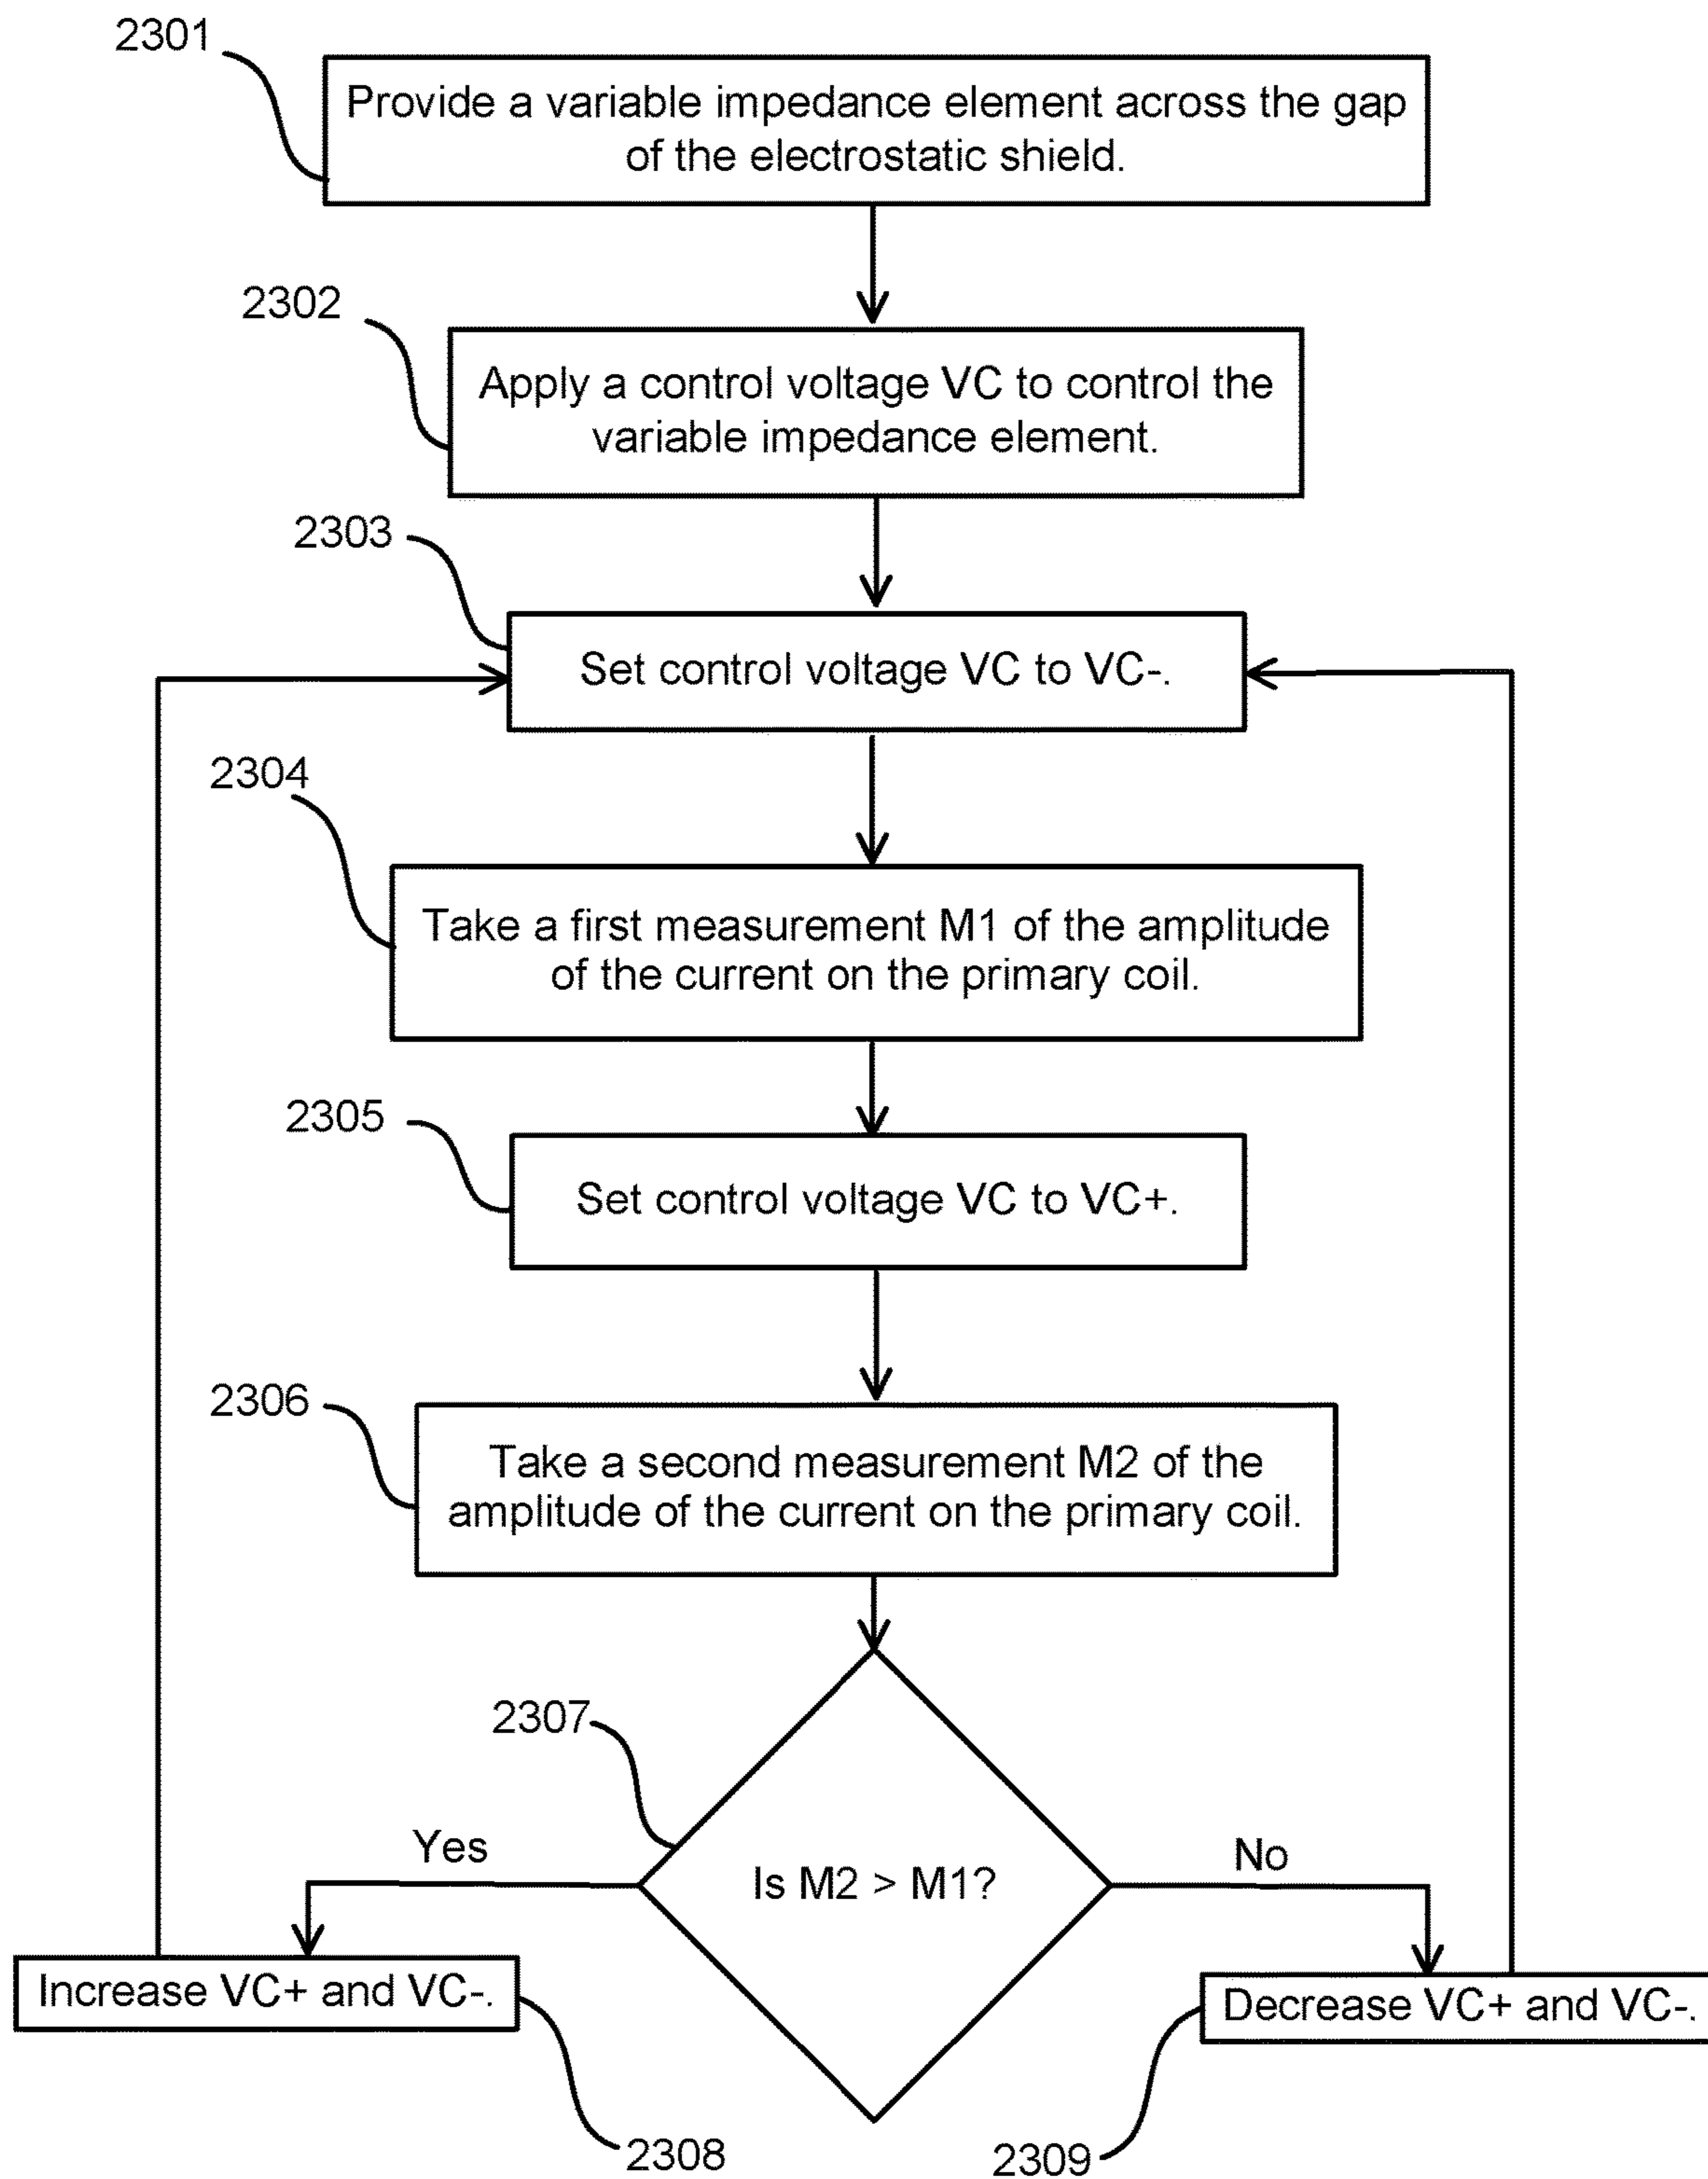 2301
Provide a variable impedance element across the gap
of the electrostatic shield.
2302
Apply a control voltage VC to control the
variable impedance element.
2303
Set control voltage VC to VC-.
2304
Take a first measurement M1 of the amplitude
of the current on the primary coil.
2305
Set control voltage VC to VC+.
2306
Take a second measurement M2 of the
amplitude of the current on the primary coil.
2307
Is M2 > M1?
Yes
No
Increase VC+ and VC-.
Decrease VC+ and VC-.
2308
2309